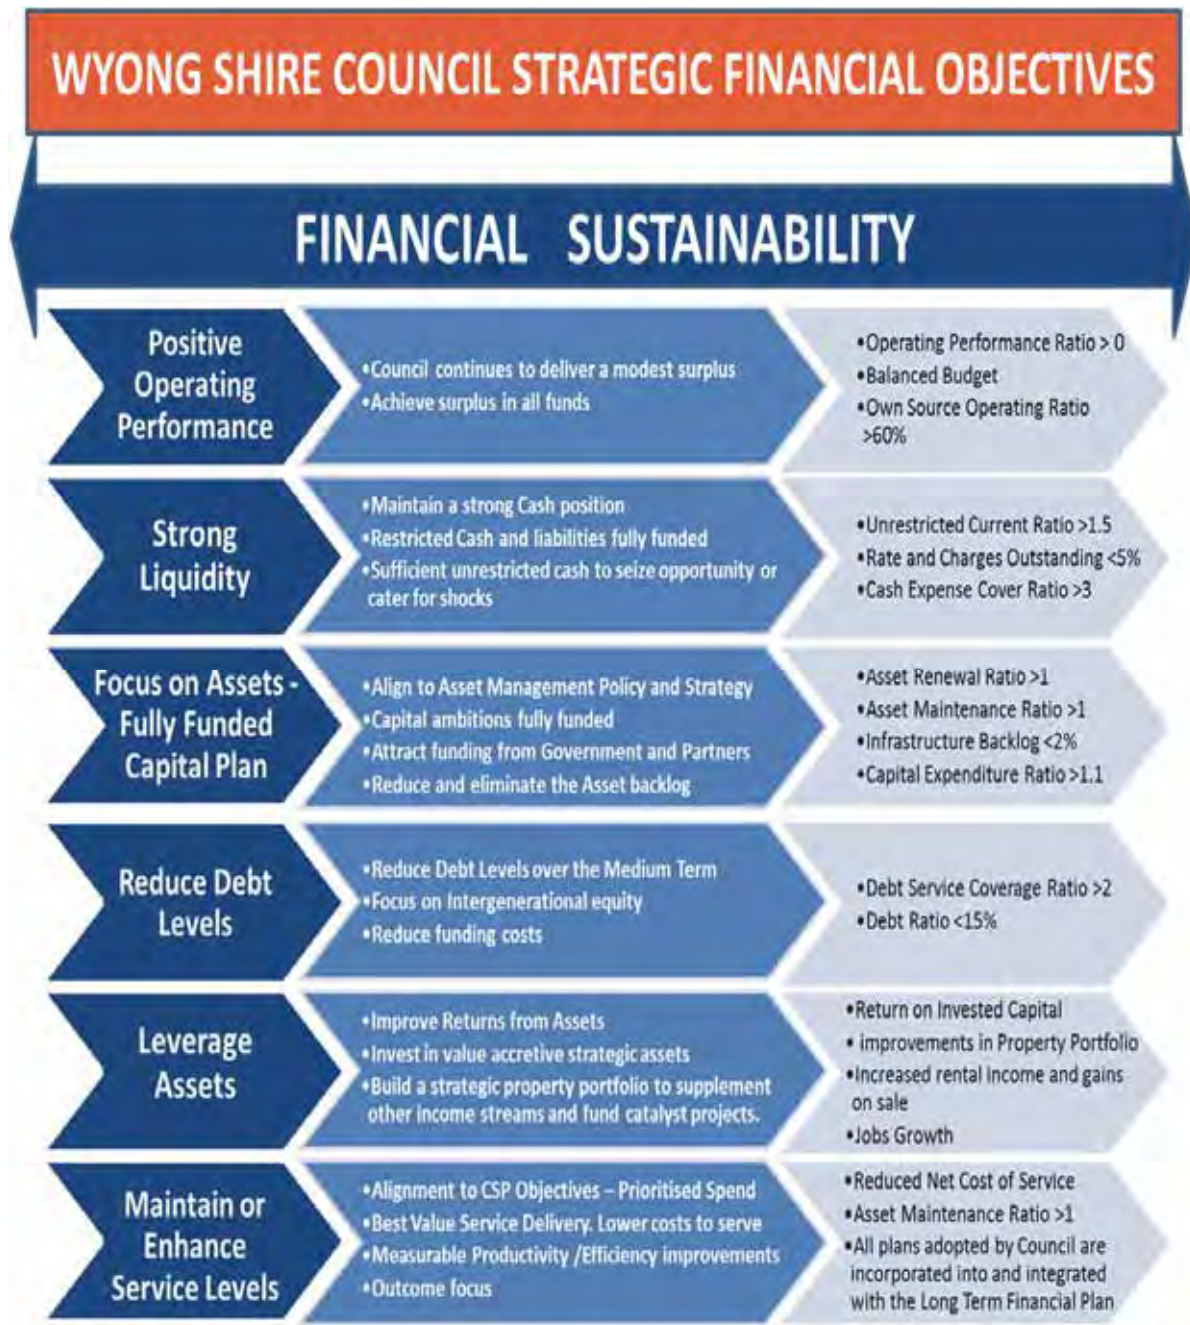 WYONG SHIRE COUNCIL STRATEGIC FINANCIAL OBJECTIVES
FINANCIAL SUSTAINABILITY
Positive
Operating
Performance
•Council continues to deliver a modest surplus
•Achieve surplus in all funds
•Operating Performance Ratio > 0
•Balanced Budget
•Own Source Operating Ratio
>60%
Strong
Liquidity
•Maintain a strong Cash position
•Restricted Cash and liabilities fully funded
•Sufficient unrestricted cash to seize opportunity or
cater for shocks
•Unrestricted Current Ratio >1.5
•Rate and Charges Outstanding <5%
•Cash Expense Cover Ratio >3
Focus on Assets -
Fully Funded
Capital Plan
•Align to Asset Management Policy and Strategy
•Capital ambitions fully funded
•Attract funding from Government and Partners
•Reduce and eliminate the Asset backlog
•Asset Renewal Ratio >1
•Asset Maintenance Ratio >1
•Infrastructure Backlog <2%
•Capital Expenditure Ratio >1.1
Reduce Debt
Levels
•Reduce Debt Levels over the Medium Term
•Focus on Intergenerational equity
•Reduce funding costs
•Debt Service Coverage Ratio >2
•Debt Ratio <15%
Leverage
Assets
•Improve Returns from Assets
•Invest in value accretive strategic assets
•Build a strategic property portfolio to supplement
other income streams and fund catalyst projects.
•Return on Invested Capital
• improvements in Property Portfolio
•Increased rental income and gains
on sale
•Jobs Growth
Maintain or
Enhance
Service Levels
•Alignment to CSP Objectives – Prioritised Spend
•Best Value Service Delivery. Lower costs to serve
•Measurable Productivity /Efficiency improvements
•Outcome focus
•Reduced Net Cost of Service
•Asset Maintenance Ratio >1
•All plans adopted by Council are
incorporated into and integrated
with the Long Term Financial Plan